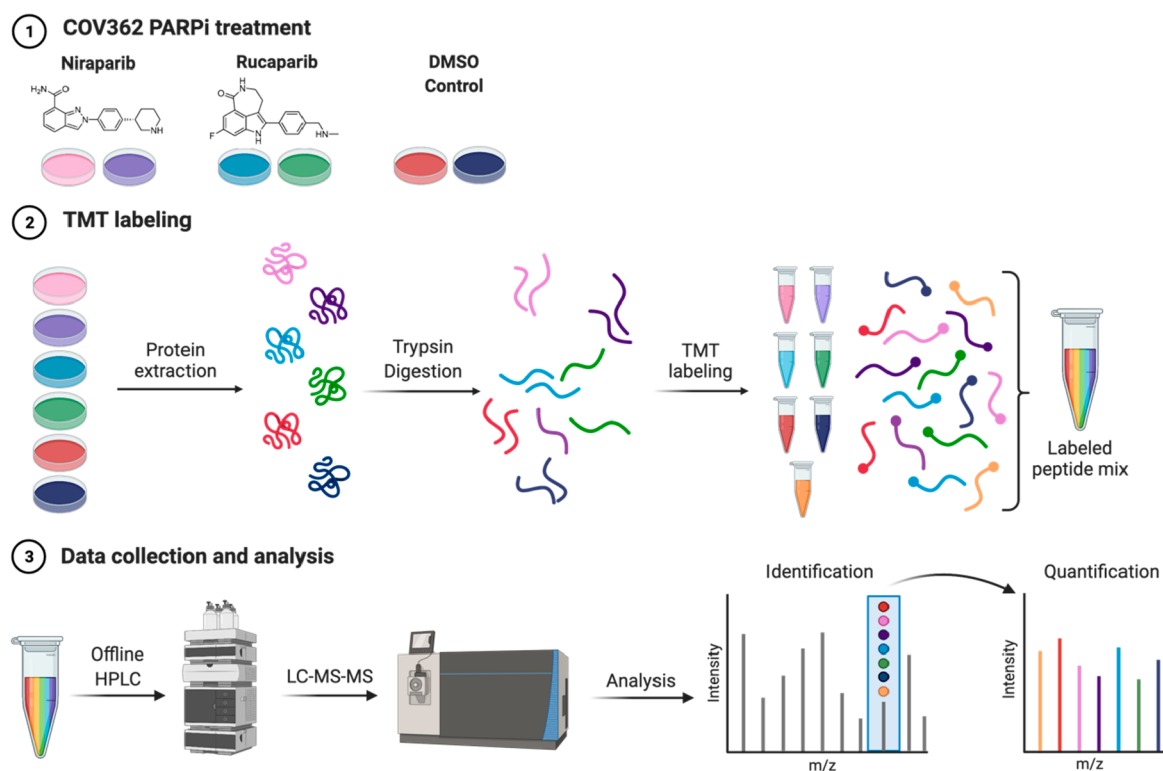 1 COV362 PARPi treatment
Niraparib
Rucaparib
DMSO
Control
H₂N
O
N
N
NH
H
N
O
F
N
H
HN
2 TMT labeling
Protein
extraction
Trypsin
Digestion
TMT
labeling
Labeled
peptide mix
3 Data collection and analysis
Offline
HPLC
LC-MS-MS
Analysis
Identification
Intensity
m/z
Quantification
Intensity
m/z